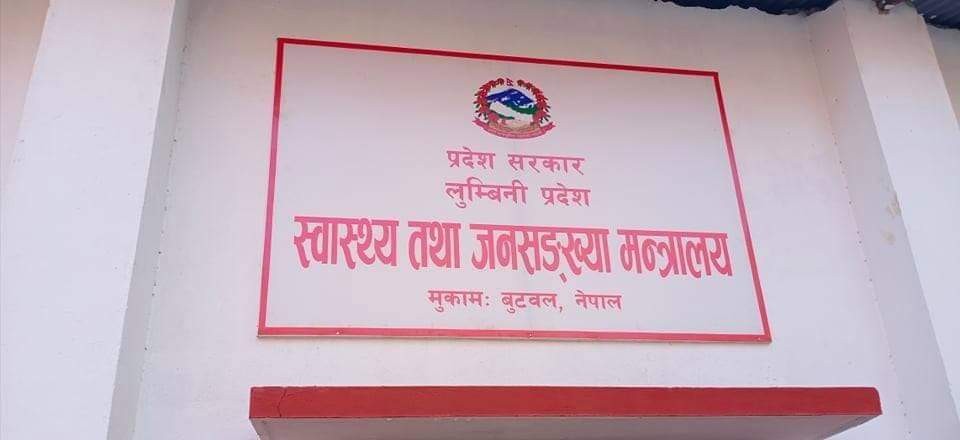 प्रदेश सरकार
लुम्बिनी प्रदेश
स्वास्थ्य तथा जनसङ्ख्या मन्त्रालय
मुकामः बुटवल, नेपाल